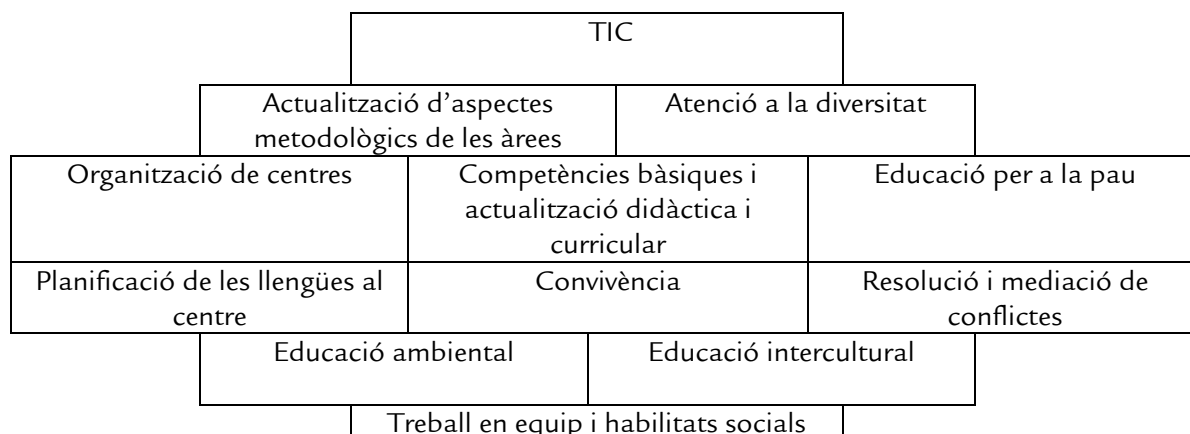 TIC
Actualització d'aspectes
metodològics de les àrees
Atenció a la diversitat
Organització de centres
Competències bàsiques i
actualització didàctica i
curricular
Educació per a la pau
Planificació de les llengües al
centre
Convivència
Resolució i mediació de
conflictes
Educació ambiental
Educació intercultural
Treball en equip i habilitats socials